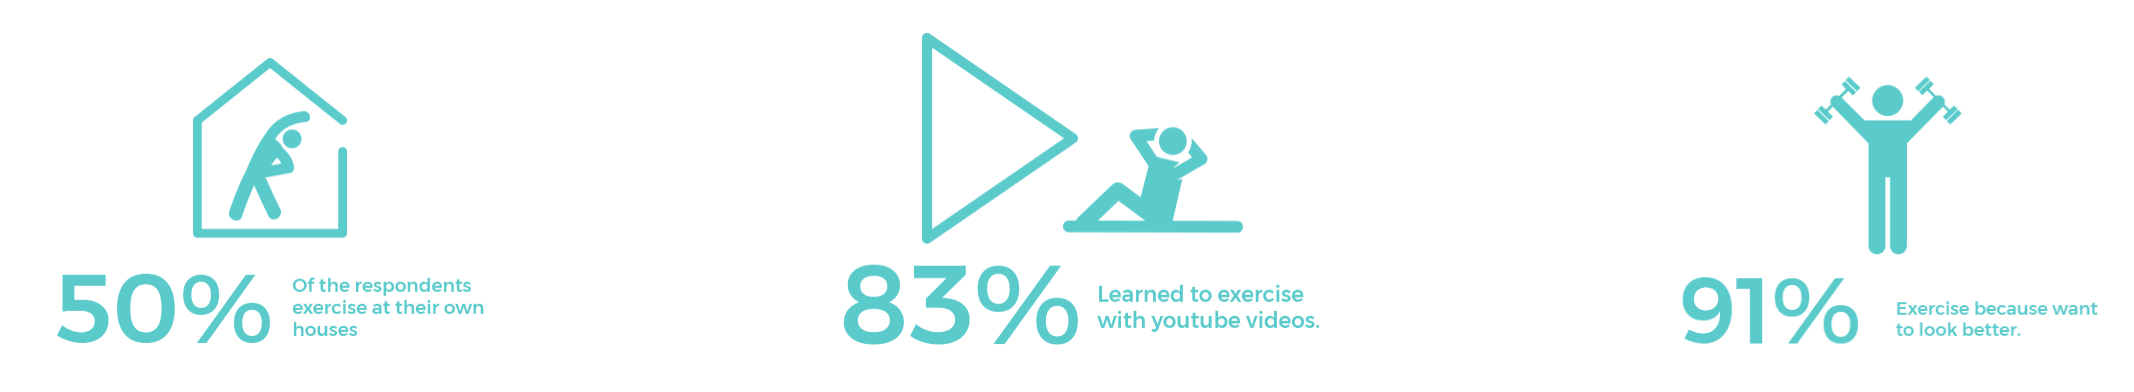 50%
Of the respondents
exercise at their own
houses
83%
Learned to exercise
with youtube videos.
91%
Exercise because want
to look better.